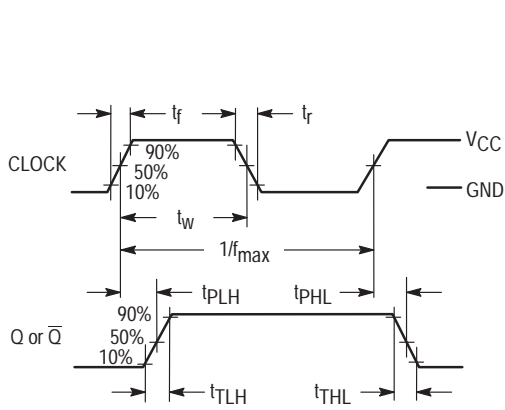 tf tr
VCC
CLOCK 90%
50%
10%
GND
tw
1/fmax
tPLH tPHL
90%
Q or Q̅ 50%
10%
tTLH tTHL